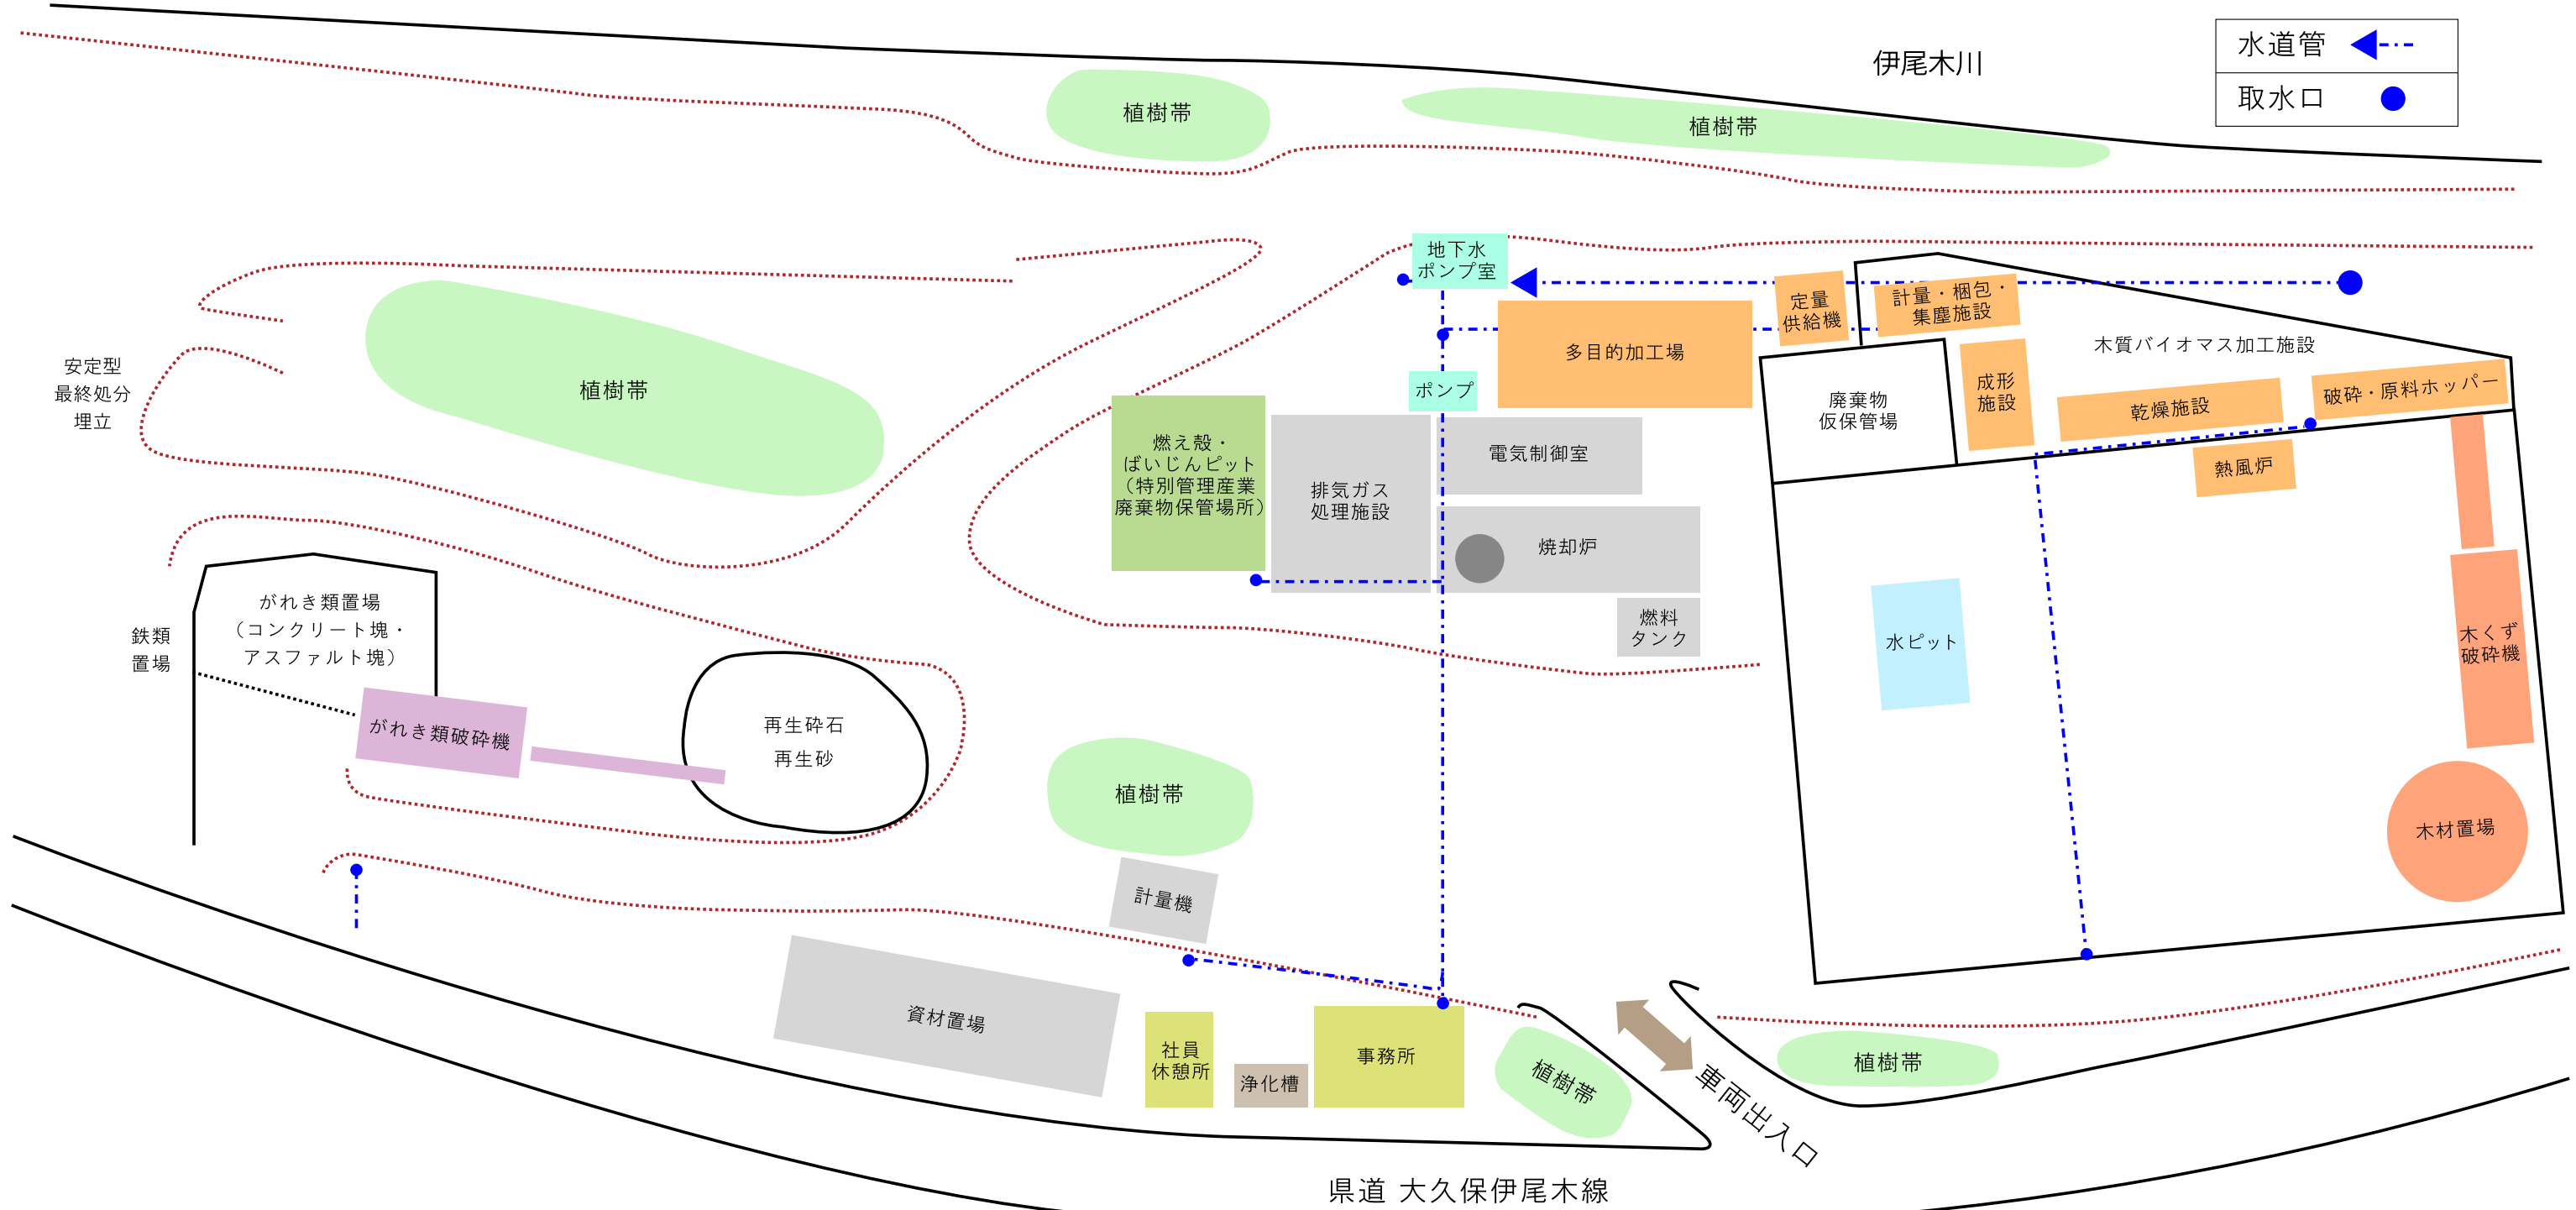 水道管
取水口
伊尾木川
植樹帯
植樹帯
地下水
ポンプ室
定量
供給機
計量・梱包・
集塵施設
木質バイオマス加工施設
多目的加工場
安定型
最終処分
埋立
植樹帯
ポンプ
廃棄物
仮保管場
成形
施設
乾燥施設
破砕・原料ホッパー
熱風炉
燃え殻・
ばいじんピット
（特別管理産業
廃棄物保管場所）
排気ガス
処理施設
電気制御室
焼却炉
燃料
タンク
がれき類置場
（コンクリート塊・
アスファルト塊）
鉄類
置場
がれき類破砕機
再生砕石
再生砂
水ピット
木くず
破砕機
木材置場
植樹帯
計量機
資材置場
社員
休憩所
浄化槽
事務所
植樹帯
車両出入口
植樹帯
県道 大久保伊尾木線